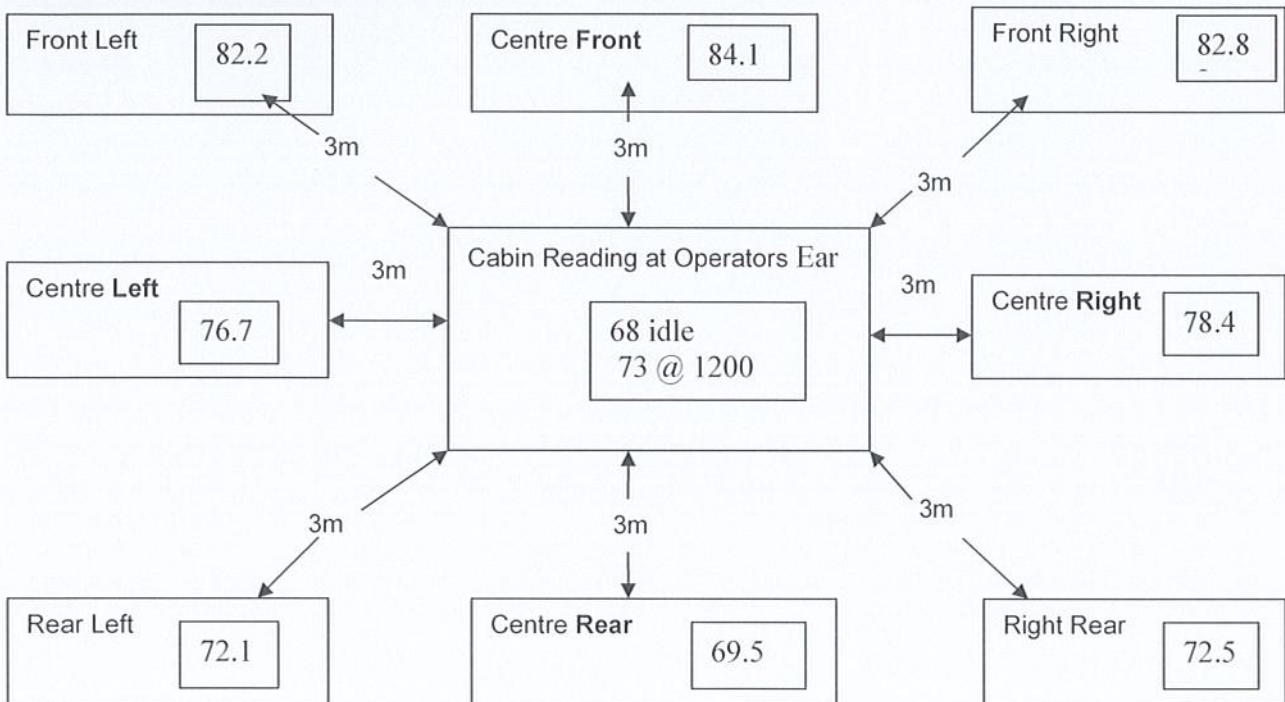 Front Left
82.2
Centre Front
84.1
Front Right
82.8
3m
3m
3m
Centre Left
76.7
3m
Cabin Reading at Operators Ear
68 idle
73 @ 1200
3m
Centre Right
78.4
3m
3m
3m
Rear Left
72.1
Centre Rear
69.5
Right Rear
72.5